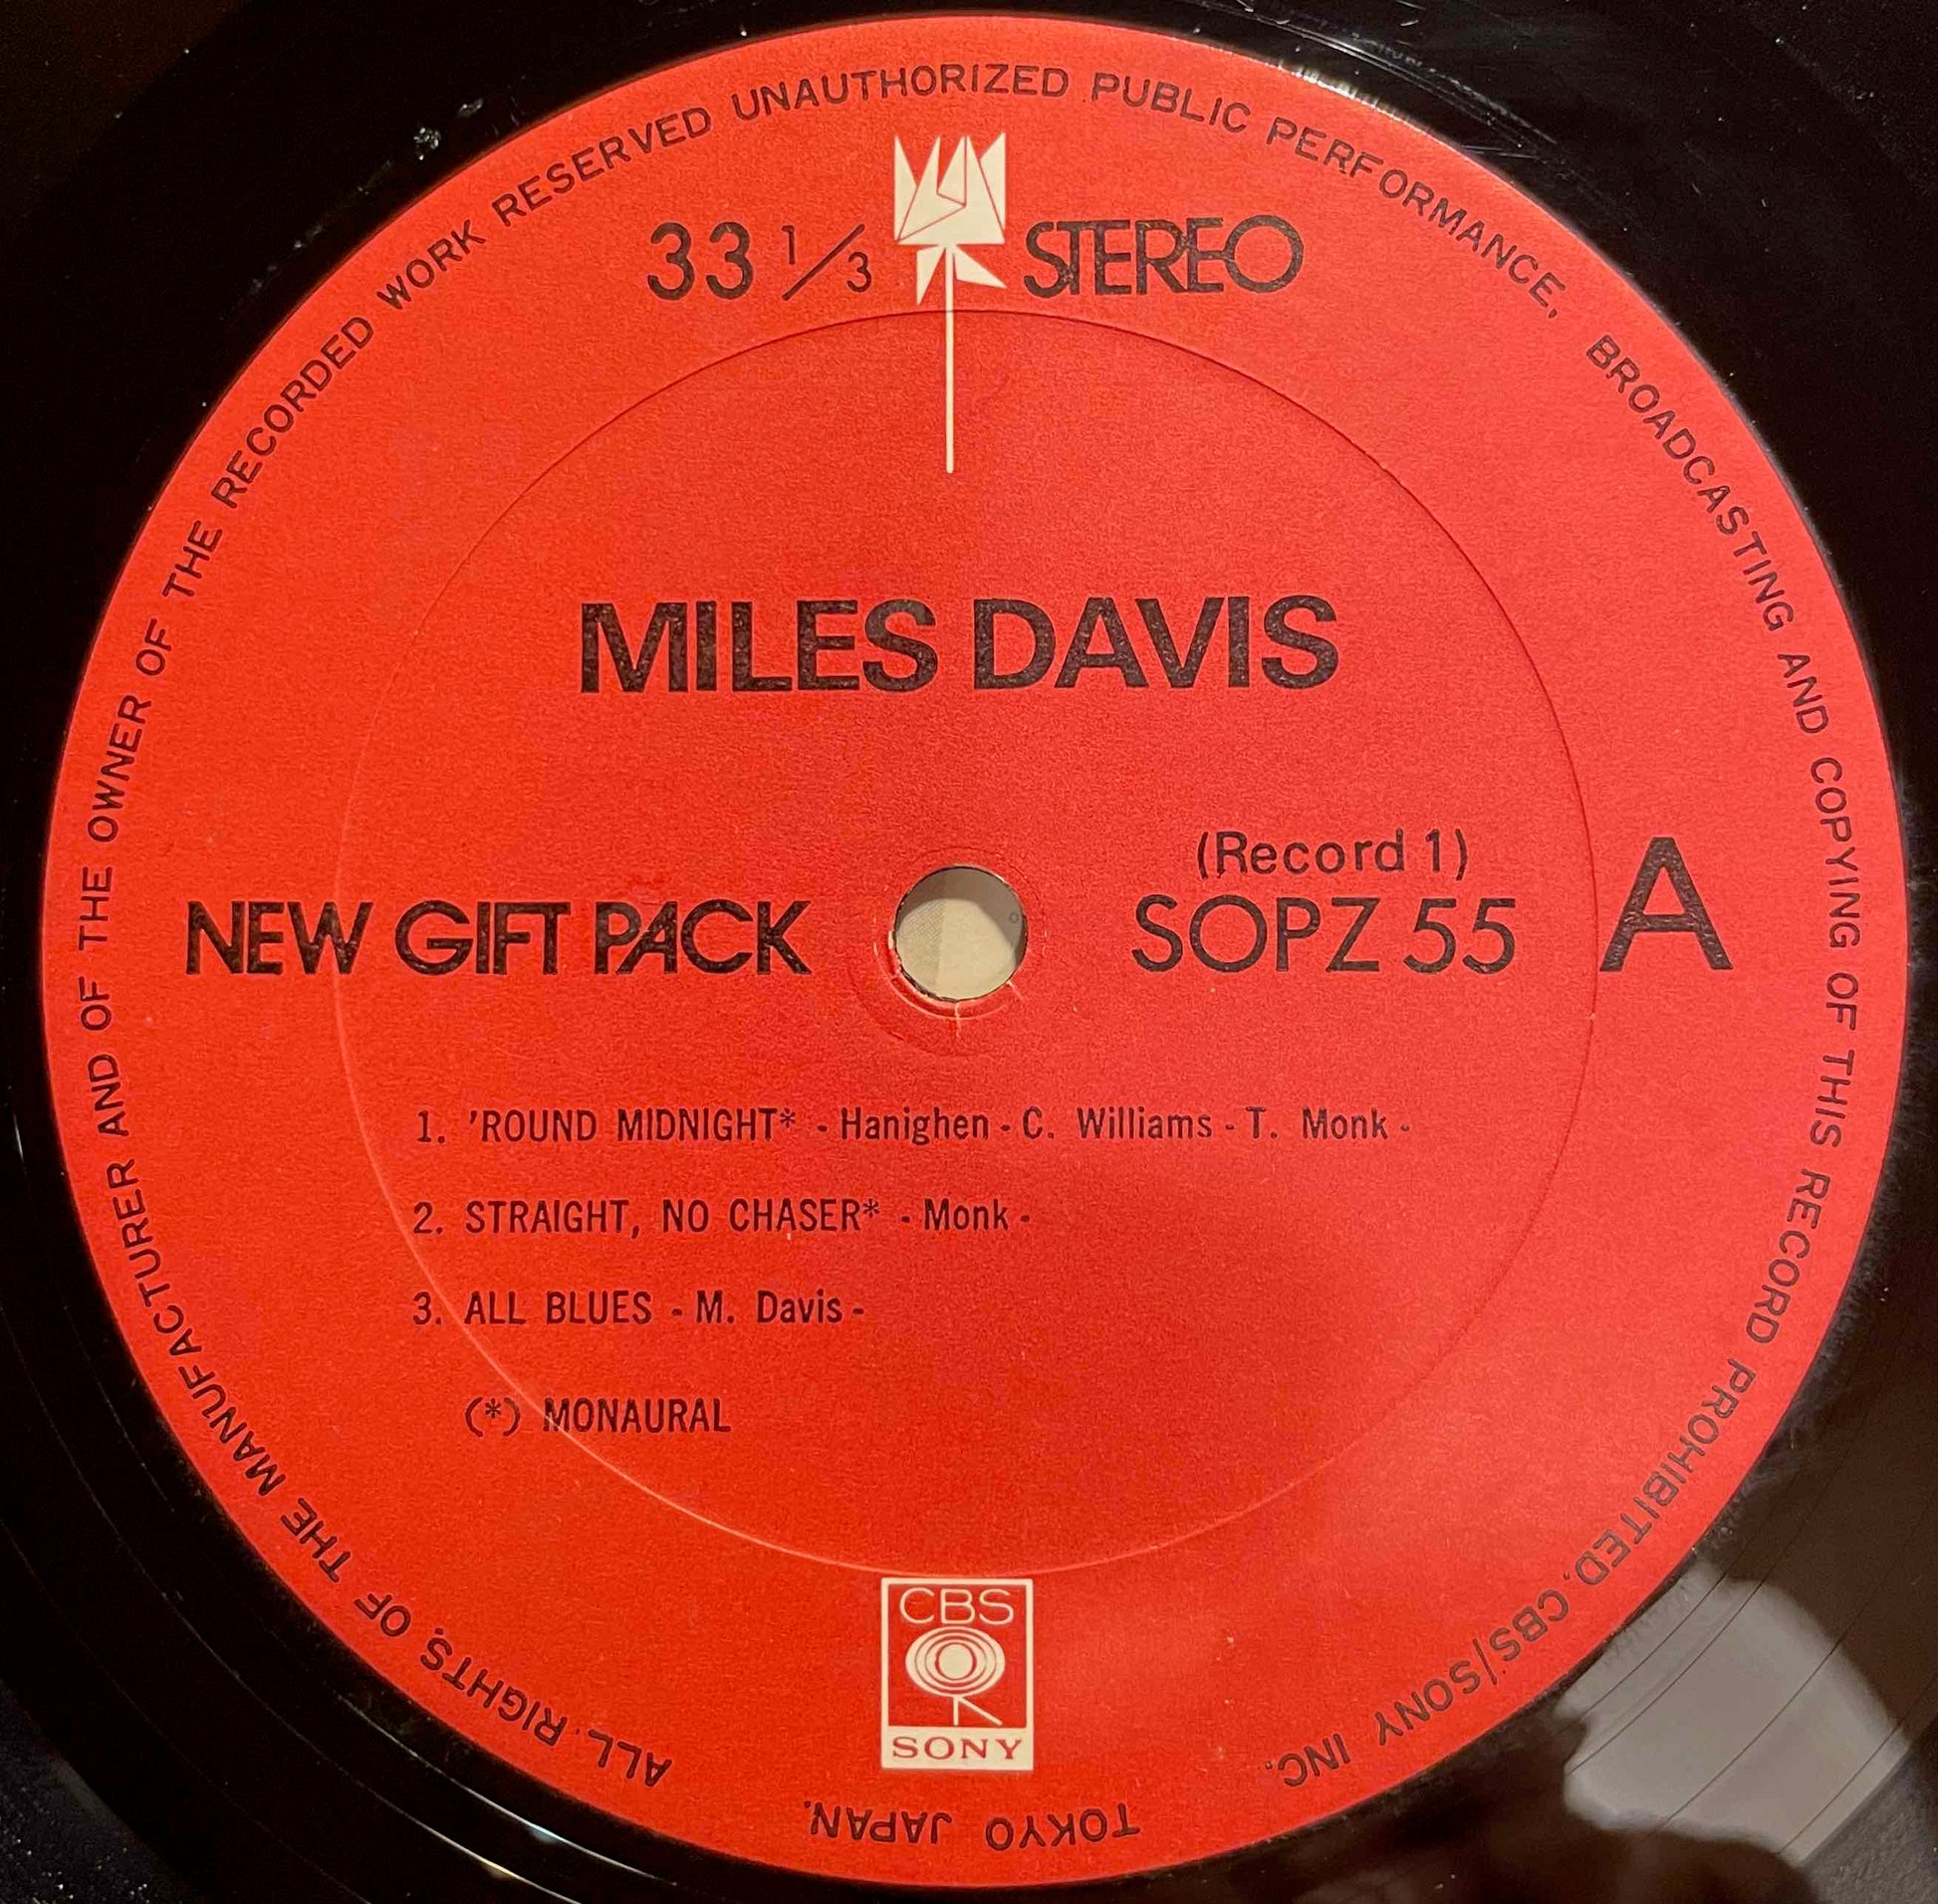 ALL RIGHTS OF THE MANUFACTURER AND OF THE OWNER OF THE RECORDED WORK RESERVED UNAUTHORIZED PUBLIC PERFORMANCE, BROADCASTING AND COPYING OF THIS RECORD PROHIBITED. CBS/SONY INC.
TOKYO JAPAN.
33 1/3 STEREO
MILES DAVIS
(Record 1)
NEW GIFT PACK SOPZ 55 A
1. 'ROUND MIDNIGHT* - Hanighen - C. Williams - T. Monk -
2. STRAIGHT, NO CHASER* - Monk -
3. ALL BLUES - M. Davis -
(*) MONAURAL
CBS
SONY